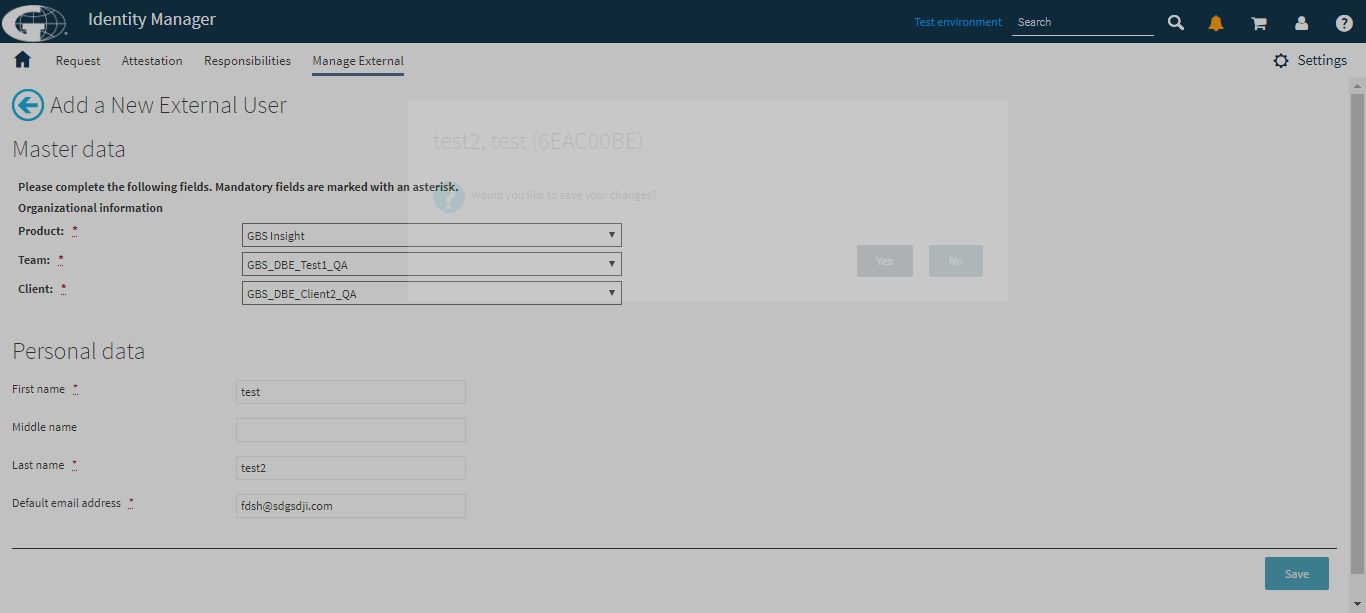 Identity Manager
Test environment
Search
Request
Attestation
Responsibilities
Manage External
Settings
Add a New External User
test2, test (6EAC00BE)
Master data
Please complete the following fields. Mandatory fields are marked with an asterisk.
Would you like to save your changes?
Organizational information
Product: *
GBS Insight
Team: *
GBS_DBE_Test1_QA
Yes
No
Client: *
GBS_DBE_Client2_QA
Personal data
First name *
test
Middle name
Last name *
test2
Default email address *
fdsh@sdgsdji.com
Save